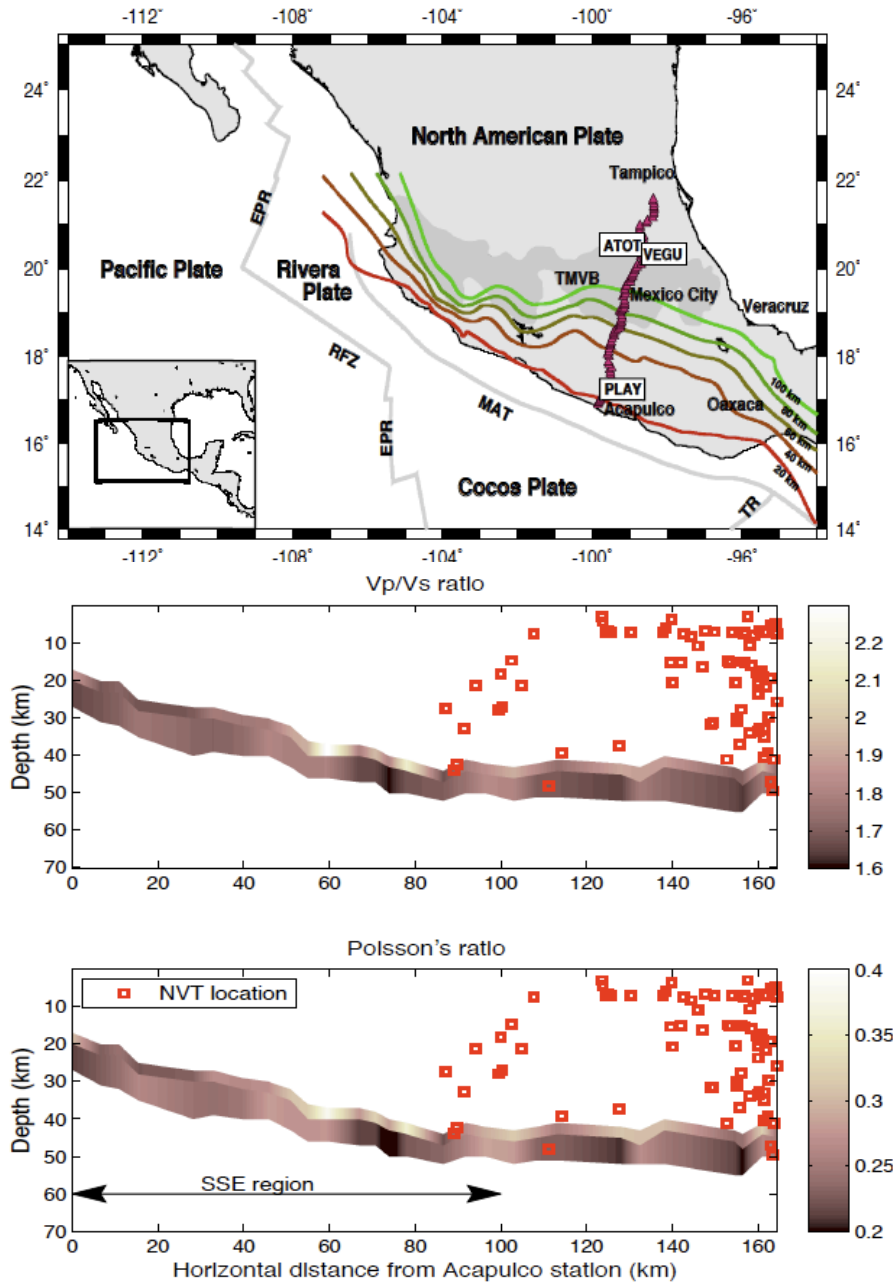 -112° -108° -104° -100° -96°
24°
22°
20°
18°
16°
14°
24°
22°
20°
18°
16°
14°
North American Plate
Tampico
EPR
ATOT
VEGU
Pacific Plate
Rivera
Plate
TMVB
Mexico City
Veracruz
RFZ
PLAY
Acapulco
Oaxaca
100 km
80 km
60 km
40 km
20 km
MAT
EPR
Cocos Plate
TR
-112° -108° -104° -100° -96°
Vp/Vs ratio
Depth (km)
10
20
30
40
50
60
70
0 20 40 60 80 100 120 140 160
2.2
2.1
2
1.9
1.8
1.7
1.6
Poisson's ratio
NVT location
Depth (km)
10
20
30
40
50
60
70
SSE region
0 20 40 60 80 100 120 140 160
Horizontal distance from Acapulco station (km)
0.4
0.35
0.3
0.25
0.2